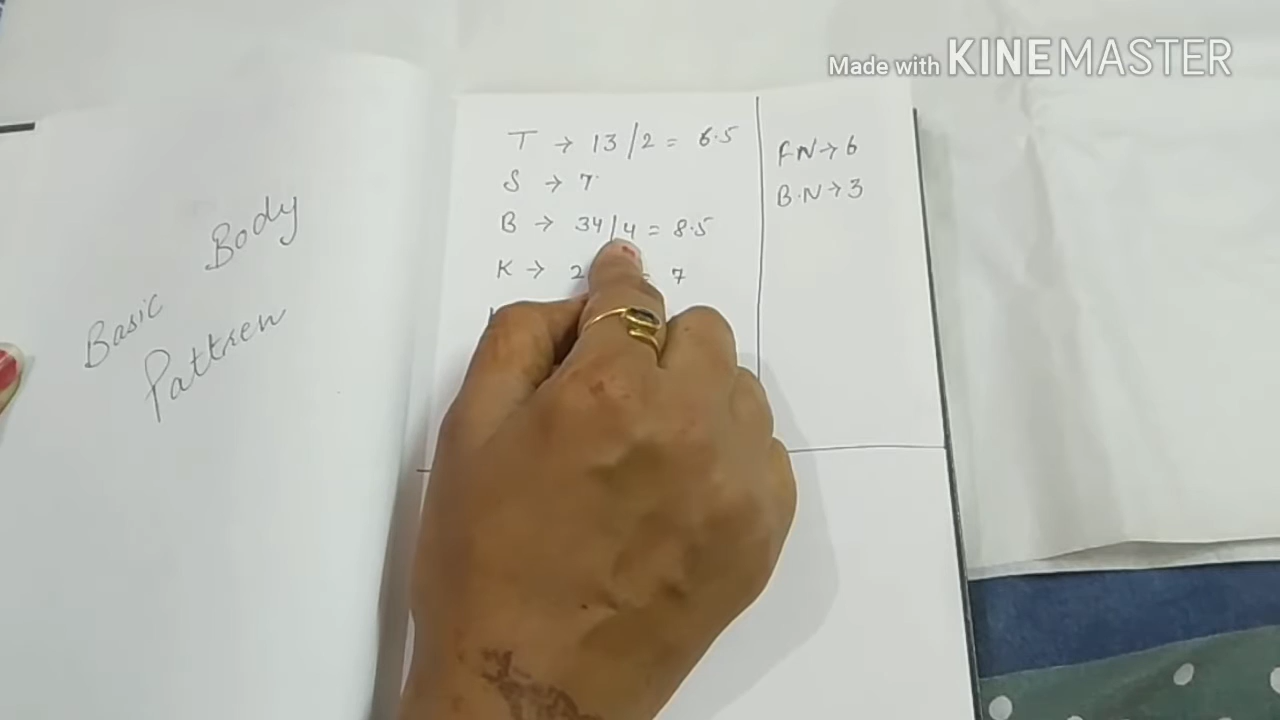 Made with KINEMASTER
Basic Body
Pattren
T → 13/2 = 6.5
S → 7
B → 34/4 = 8.5
K → 2 = 7
F N → 6
B.N → 3